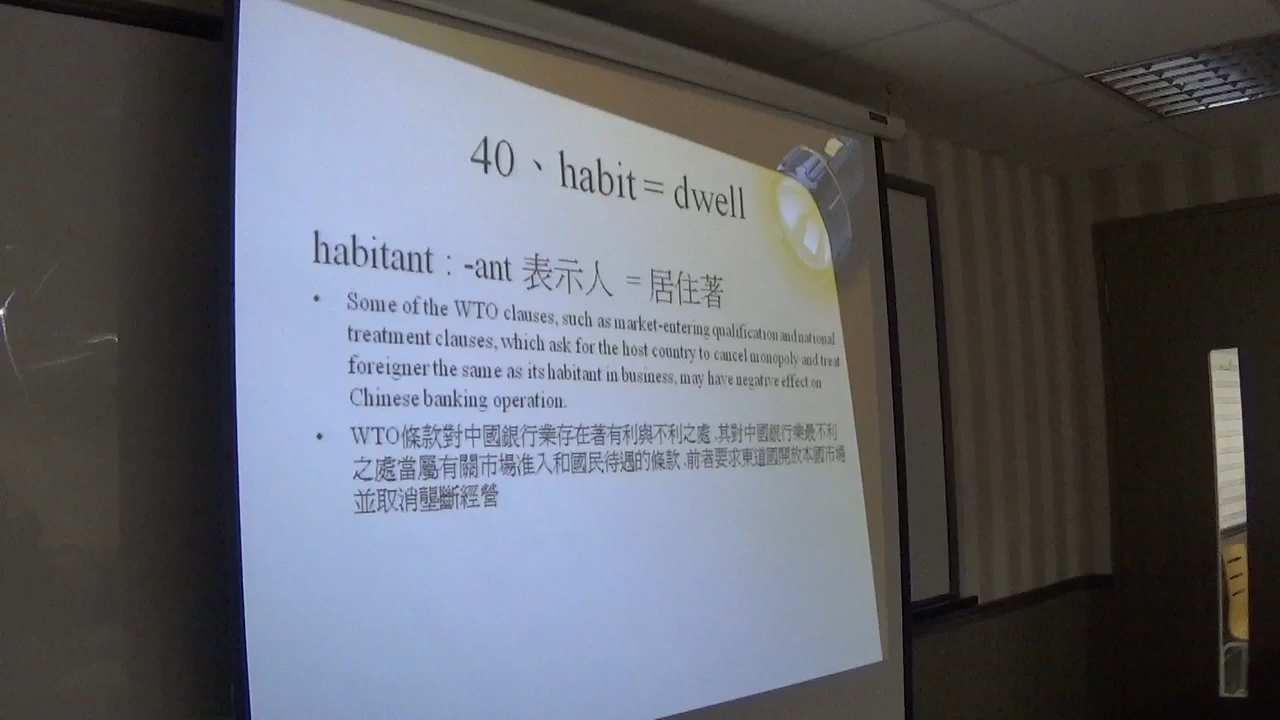 40、habit = dwell
habitant：-ant 表示人 = 居住著
• Some of the WTO clauses, such as market-entering qualification and national
treatment clauses, which ask for the host country to cancel monopoly and treat
foreigner the same as its habitant in business, may have negative effect on
Chinese banking operation.
• WTO條款對中國銀行業存在著有利與不利之處,其對中國銀行業最不利
之處當屬有關市場准入和國民待遇的條款,前者要求東道國開放本國市場
並取消壟斷經營